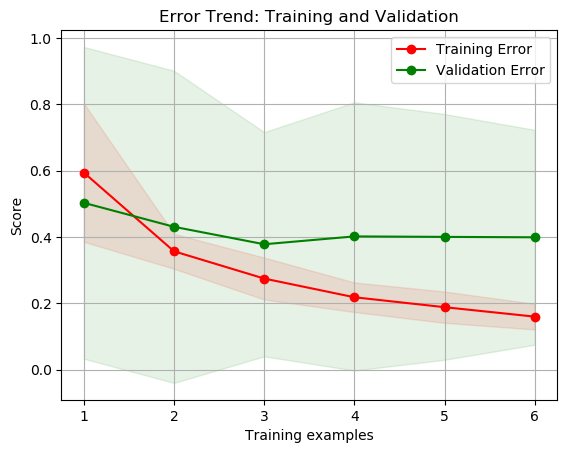 Error Trend: Training and Validation
Training Error
Validation Error
Score
1.0
0.8
0.6
0.4
0.2
0.0
1 2 3 4 5 6
Training examples